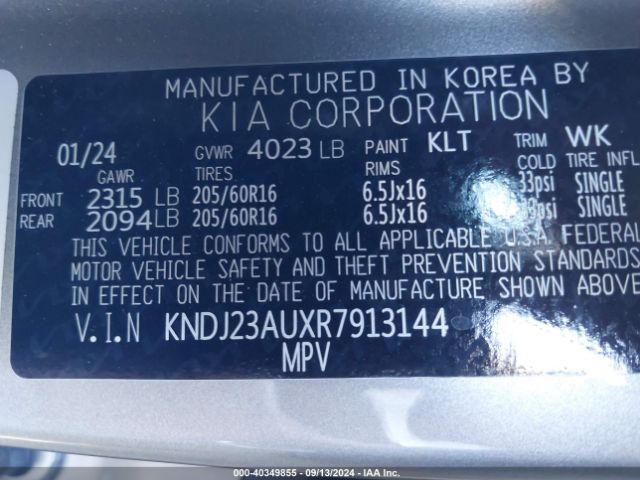 MANUFACTURED IN KOREA BY
KIA CORPORATION
01/24 GVWR 4023 LB PAINT KLT TRIM WK
GAWR TIRES RIMS COLD TIRE INFL
FRONT 2315 LB 205/60R16 6.5Jx16 33psi SINGLE
REAR 2094 LB 205/60R16 6.5Jx16 SINGLE
THIS VEHICLE CONFORMS TO ALL APPLICABLE U.S.A. FEDERAL
MOTOR VEHICLE SAFETY AND THEFT PREVENTION STANDARDS
IN EFFECT ON THE DATE OF MANUFACTURE SHOWN ABOVE
V.I.N KNDJ23AUXR7913144
MPV
000-40349855 - 09/13/2024 - IAA Inc.